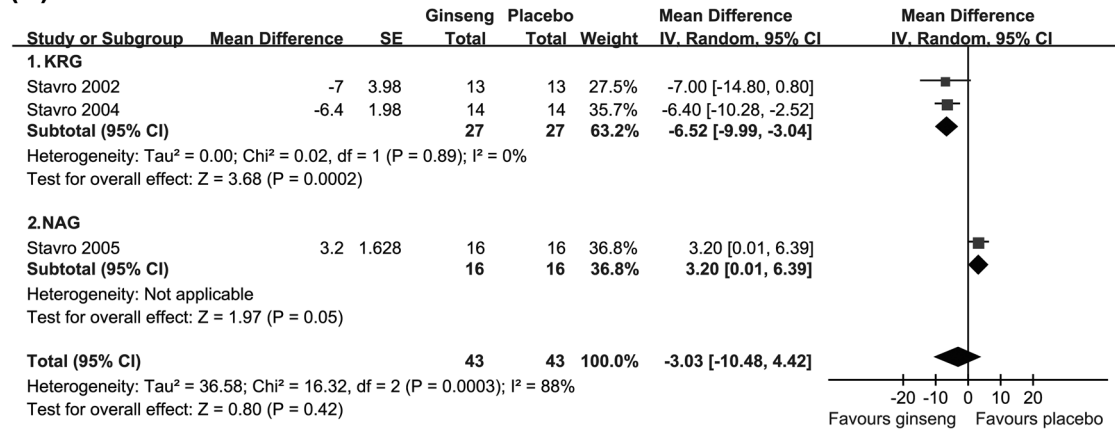 Ginseng Placebo Mean Difference Mean Difference
Study or Subgroup Mean Difference SE Total Total Weight IV, Random, 95% CI IV, Random, 95% CI
1. KRG
Stavro 2002 -7 3.98 13 13 27.5% -7.00 [-14.80, 0.80]
Stavro 2004 -6.4 1.98 14 14 35.7% -6.40 [-10.28, -2.52]
Subtotal (95% CI) 27 27 63.2% -6.52 [-9.99, -3.04]
Heterogeneity: Tau² = 0.00; Chi² = 0.02, df = 1 (P = 0.89); I² = 0%
Test for overall effect: Z = 3.68 (P = 0.0002)
2.NAG
Stavro 2005 3.2 1.628 16 16 36.8% 3.20 [0.01, 6.39]
Subtotal (95% CI) 16 16 36.8% 3.20 [0.01, 6.39]
Heterogeneity: Not applicable
Test for overall effect: Z = 1.97 (P = 0.05)
Total (95% CI) 43 43 100.0% -3.03 [-10.48, 4.42]
Heterogeneity: Tau² = 36.58; Chi² = 16.32, df = 2 (P = 0.0003); I² = 88%
Test for overall effect: Z = 0.80 (P = 0.42)
-20 -10 0 10 20
Favours ginseng Favours placebo